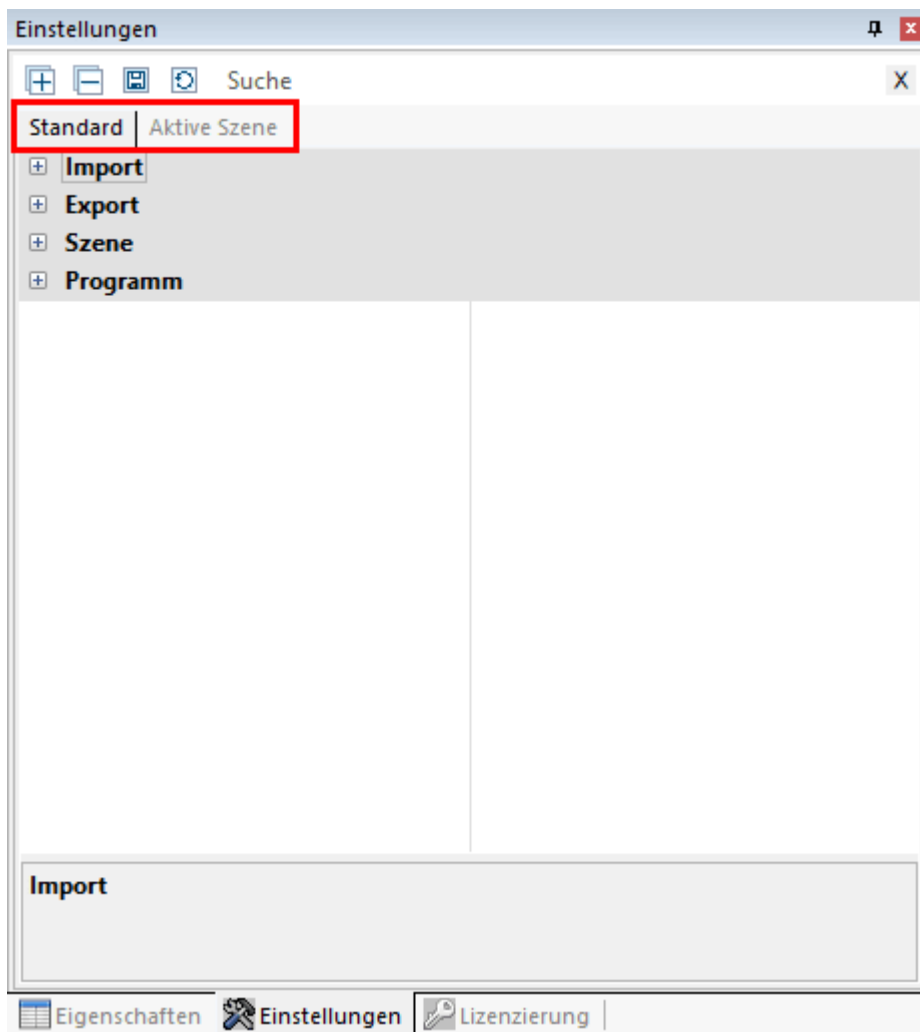 Einstellungen
Suche X
Standard Aktive Szene
Import
Export
Szene
Programm
Import
Eigenschaften Einstellungen Lizenzierung